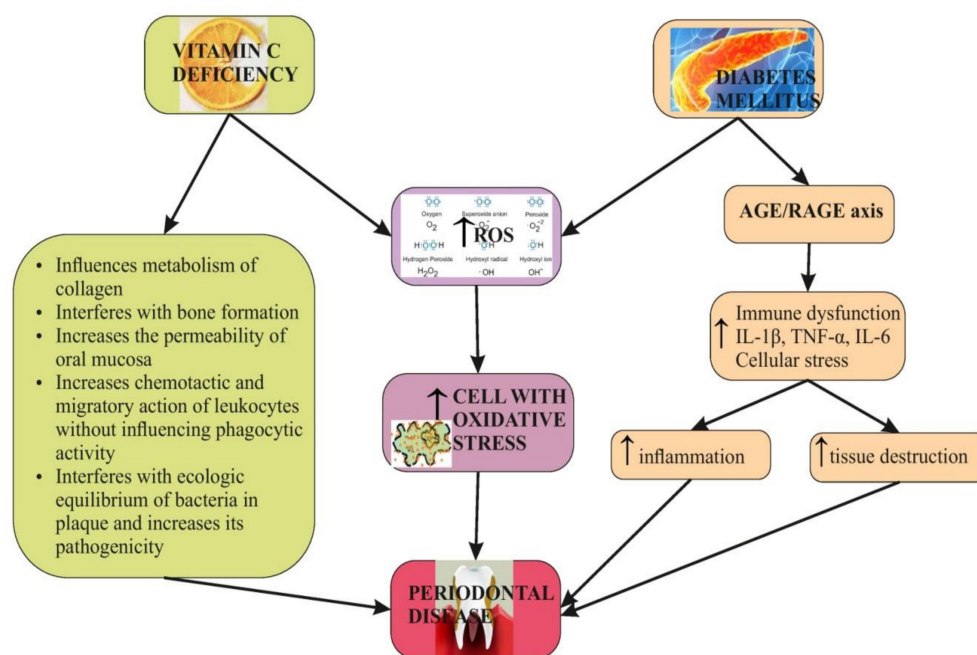 VITAMIN C
DEFICIENCY
DIABETES
MELLITUS
Oxygen
Superoxide anion
Peroxide
O₂
·O₂⁻
·O₂⁻²
↑ROS
H H
H
H
Hydrogen Peroxide
Hydroxyl radical
Hydroxyl ion
H₂O₂
·OH
OH⁻
AGE/RAGE axis
• Influences metabolism of
collagen
• Interferes with bone formation
• Increases the permeability of
oral mucosa
• Increases chemotactic and
migratory action of leukocytes
without influencing phagocytic
activity
• Interferes with ecologic
equilibrium of bacteria in
plaque and increases its
pathogenicity
↑ Immune dysfunction
IL-1β, TNF-α, IL-6
Cellular stress
↑ CELL WITH
OXIDATIVE
STRESS
↑ inflammation
↑ tissue destruction
PERIODONTAL
DISEASE